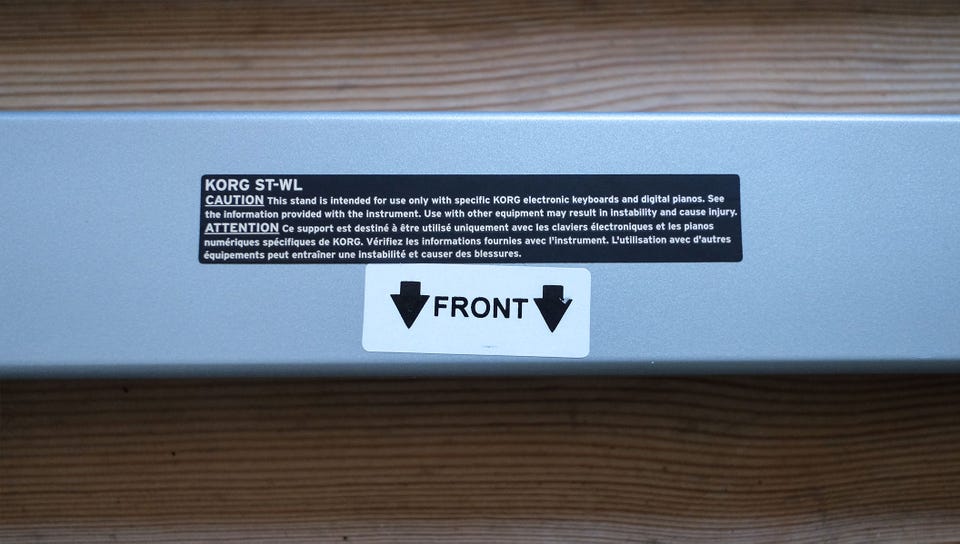 KORG ST-WL
CAUTION This stand is intended for use only with specific KORG electronic keyboards and digital pianos. See
the information provided with the instrument. Use with other equipment may result in instability and cause injury.
ATTENTION Ce support est destiné à être utilisé uniquement avec les claviers électroniques et les pianos
numériques spécifiques de KORG. Vérifiez les informations fournies avec l'instrument. L'utilisation avec d'autres
équipements peut entraîner une instabilité et causer des blessures.
FRONT